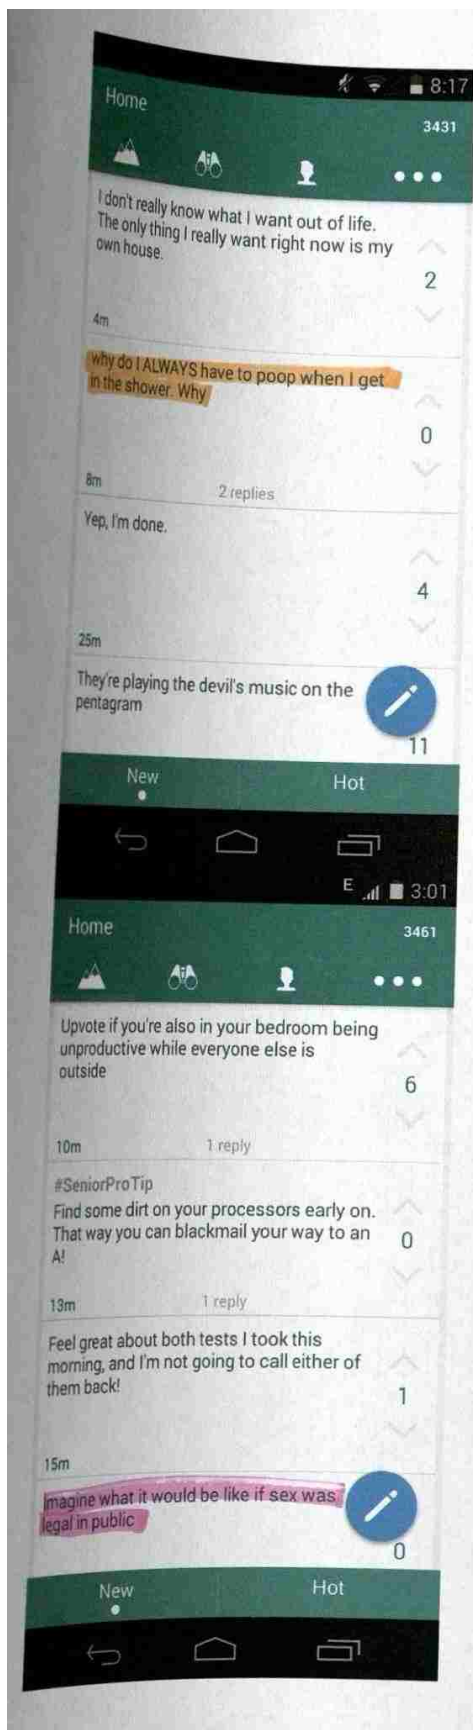 8:17
Home
3431
I don't really know what I want out of life.
The only thing I really want right now is my
own house.
2
4m
why do I ALWAYS have to poop when I get
in the shower. Why
0
8m
2 replies
Yep, I'm done.
4
25m
They're playing the devil's music on the
pentagram
11
New
Hot
E 3:01
Home
3461
Upvote if you're also in your bedroom being
unproductive while everyone else is
outside
6
10m
1 reply
#SeniorProTip
Find some dirt on your processors early on.
That way you can blackmail your way to an
A!
0
13m
1 reply
Feel great about both tests I took this
morning, and I'm not going to call either of
them back!
1
15m
Imagine what it would be like if sex was
legal in public
0
New
Hot